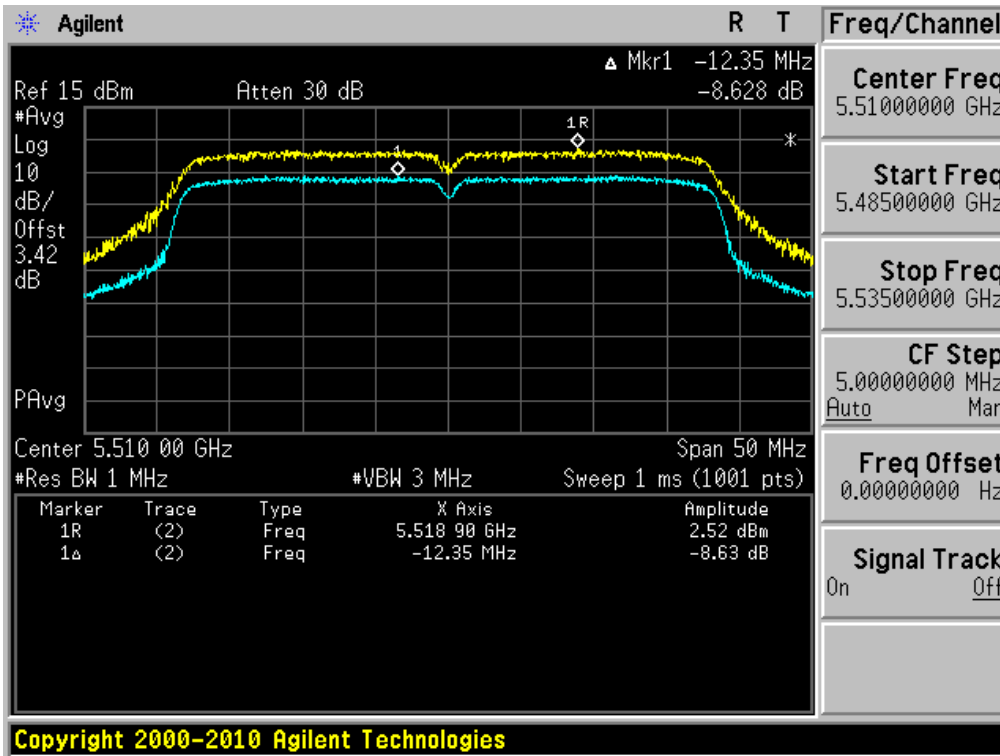 Agilent R T Freq/Channel
Δ Mkr1 -12.35 MHz
Ref 15 dBm Atten 30 dB -8.628 dB
#Avg
Log
10
dB/
Offst
3.42
dB
1
1R
*
PAvg
Center 5.510 00 GHz Span 50 MHz
#Res BW 1 MHz #VBW 3 MHz Sweep 1 ms (1001 pts)
Marker Trace Type X Axis Amplitude
1R (2) Freq 5.518 90 GHz 2.52 dBm
1Δ (2) Freq -12.35 MHz -8.63 dB
Center Freq
5.51000000 GHz
Start Freq
5.48500000 GHz
Stop Freq
5.53500000 GHz
CF Step
5.00000000 MHz
Auto Man
Freq Offset
0.00000000 Hz
Signal Track
On Off
Copyright 2000-2010 Agilent Technologies